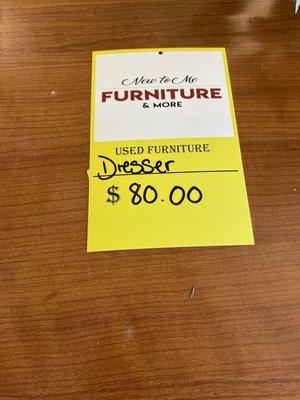 New to Me
FURNITURE
& MORE
USED FURNITURE
Dresser
$ 80.00